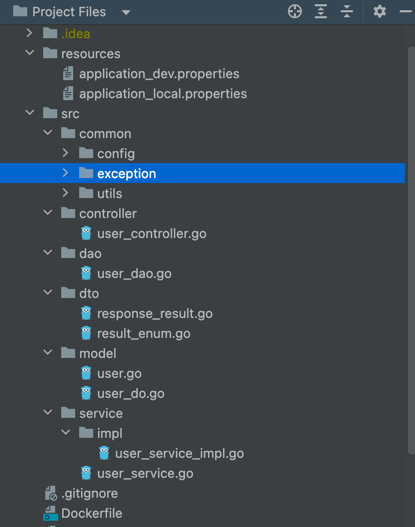 Project Files
.idea
resources
application_dev.properties
application_local.properties
src
common
config
exception
utils
controller
user_controller.go
dao
user_dao.go
dto
response_result.go
result_enum.go
model
user.go
user_do.go
service
impl
user_service_impl.go
user_service.go
.gitignore
Dockerfile